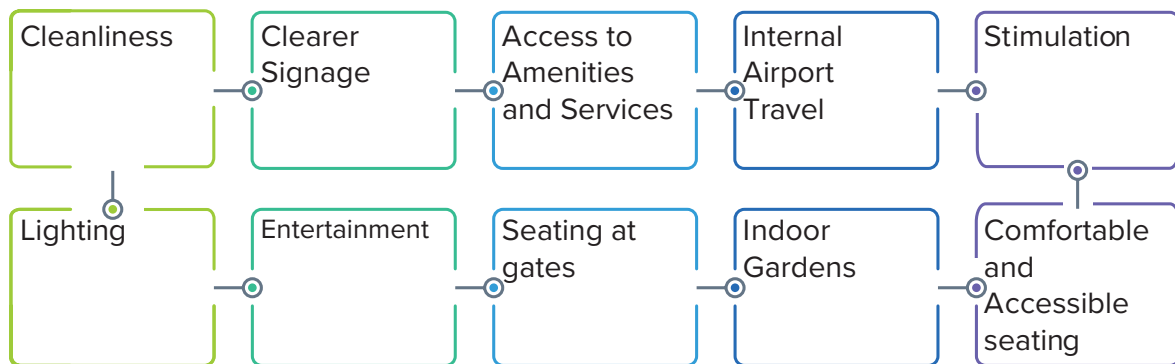 Cleanliness
Clearer
Signage
Access to
Amenities
and Services
Internal
Airport
Travel
Stimulation
Lighting
Entertainment
Seating at
gates
Indoor
Gardens
Comfortable
and
Accessible
seating